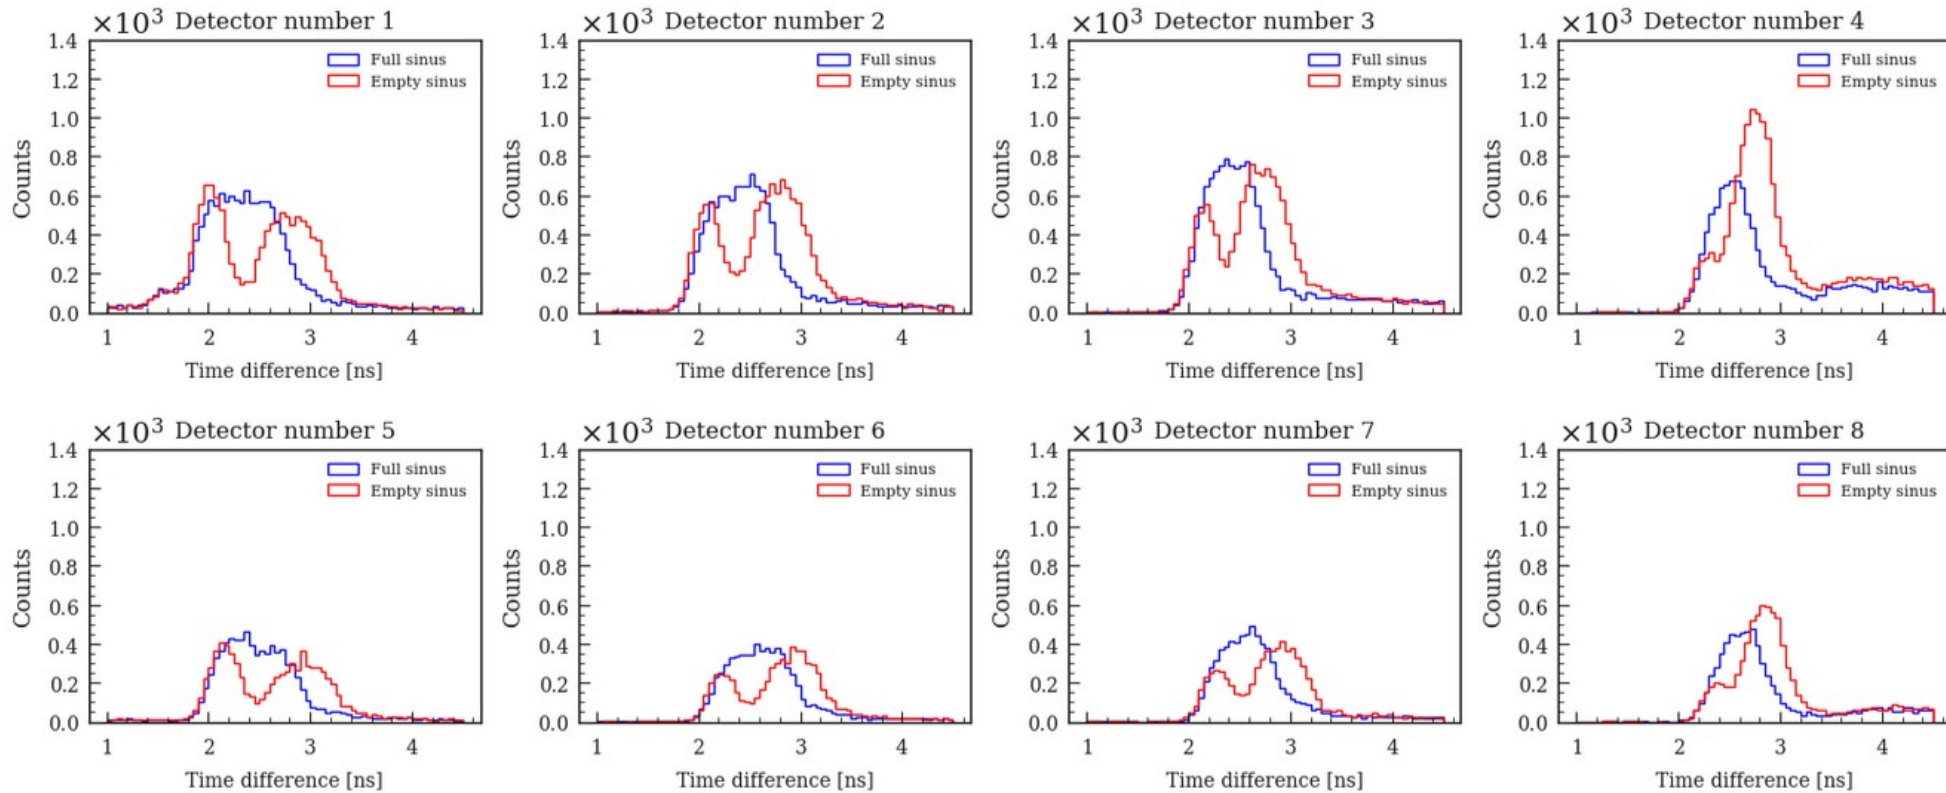 ×10³ Detector number 1
1.4
1.2
1.0
0.8
0.6
0.4
0.2
0.0
Counts
Full sinus
Empty sinus
1 2 3 4
Time difference [ns]
×10³ Detector number 2
1.4
1.2
1.0
0.8
0.6
0.4
0.2
0.0
Counts
Full sinus
Empty sinus
1 2 3 4
Time difference [ns]
×10³ Detector number 3
1.4
1.2
1.0
0.8
0.6
0.4
0.2
0.0
Counts
Full sinus
Empty sinus
1 2 3 4
Time difference [ns]
×10³ Detector number 4
1.4
1.2
1.0
0.8
0.6
0.4
0.2
0.0
Counts
Full sinus
Empty sinus
1 2 3 4
Time difference [ns]
×10³ Detector number 5
1.4
1.2
1.0
0.8
0.6
0.4
0.2
0.0
Counts
Full sinus
Empty sinus
1 2 3 4
Time difference [ns]
×10³ Detector number 6
1.4
1.2
1.0
0.8
0.6
0.4
0.2
0.0
Counts
Full sinus
Empty sinus
1 2 3 4
Time difference [ns]
×10³ Detector number 7
1.4
1.2
1.0
0.8
0.6
0.4
0.2
0.0
Counts
Full sinus
Empty sinus
1 2 3 4
Time difference [ns]
×10³ Detector number 8
1.4
1.2
1.0
0.8
0.6
0.4
0.2
0.0
Counts
Full sinus
Empty sinus
1 2 3 4
Time difference [ns]